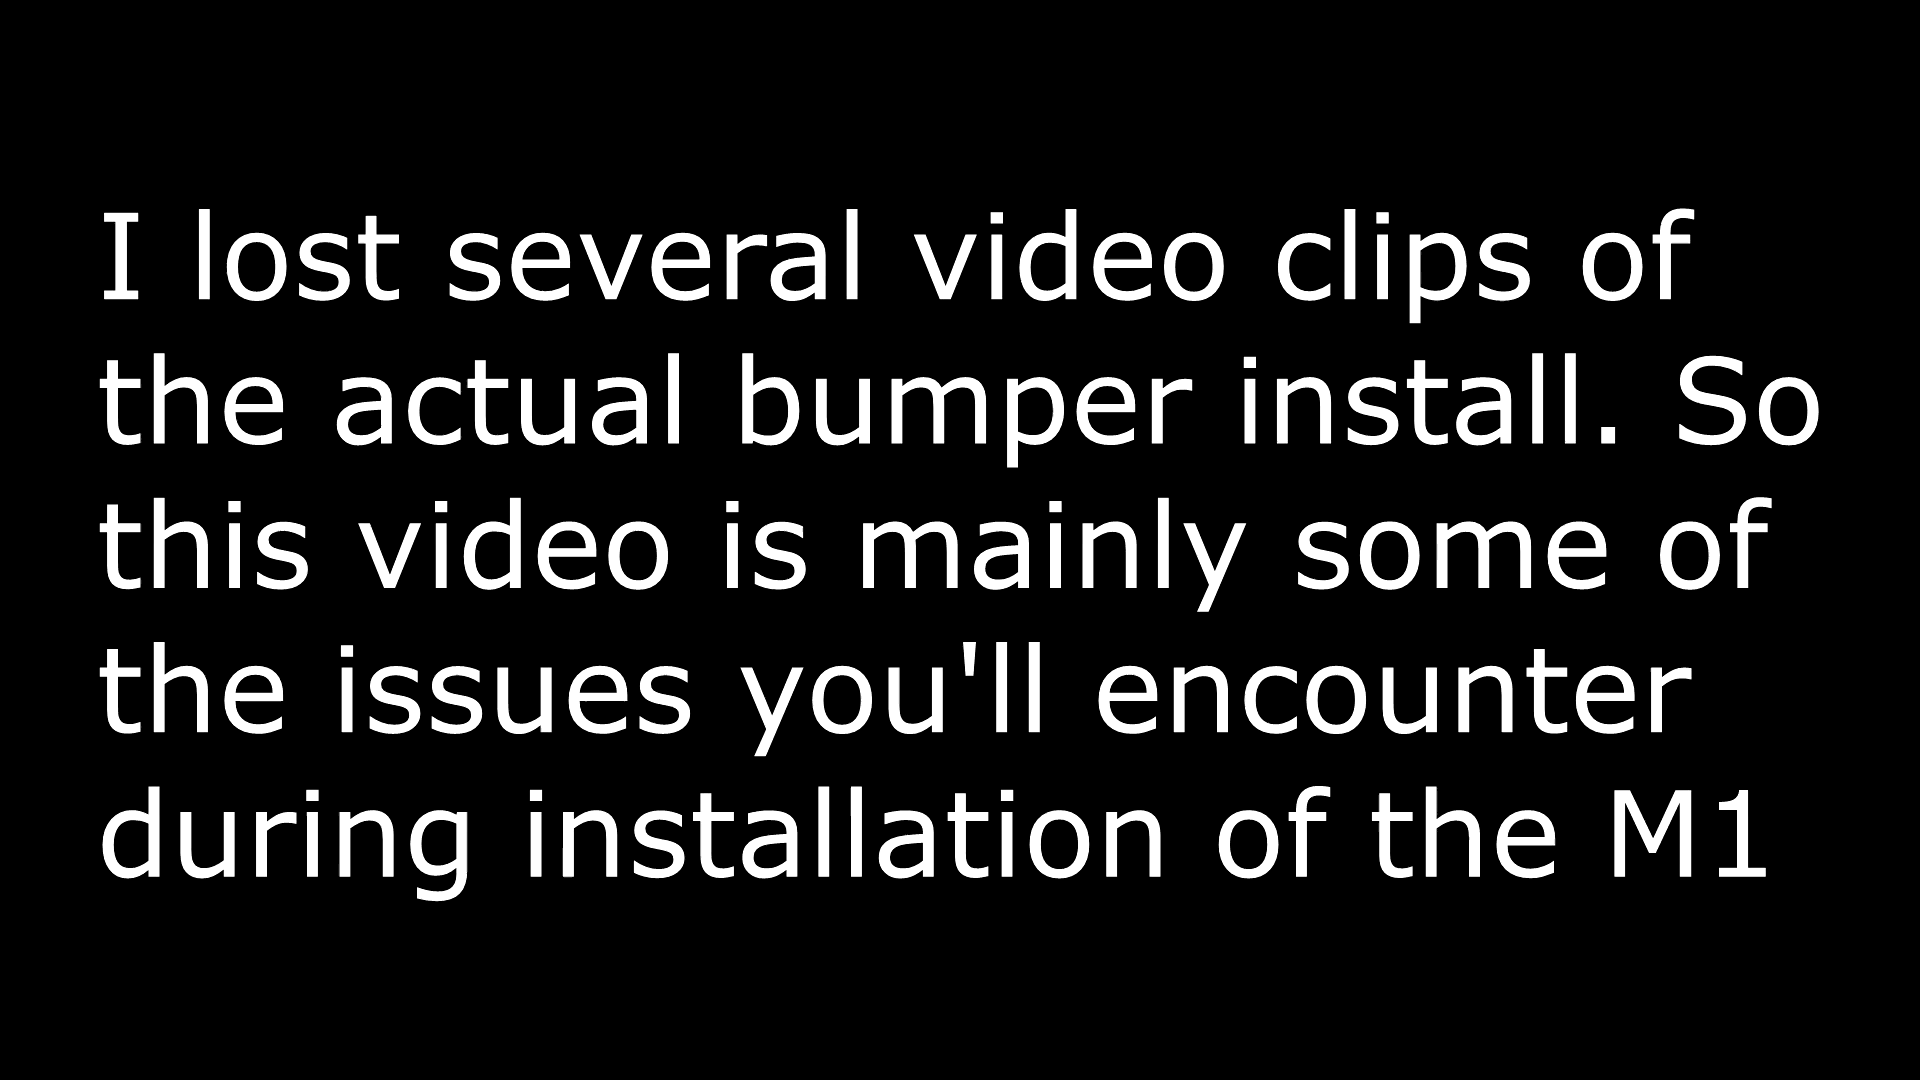 I lost several video clips of
the actual bumper install. So
this video is mainly some of
the issues you'll encounter
during installation of the M1